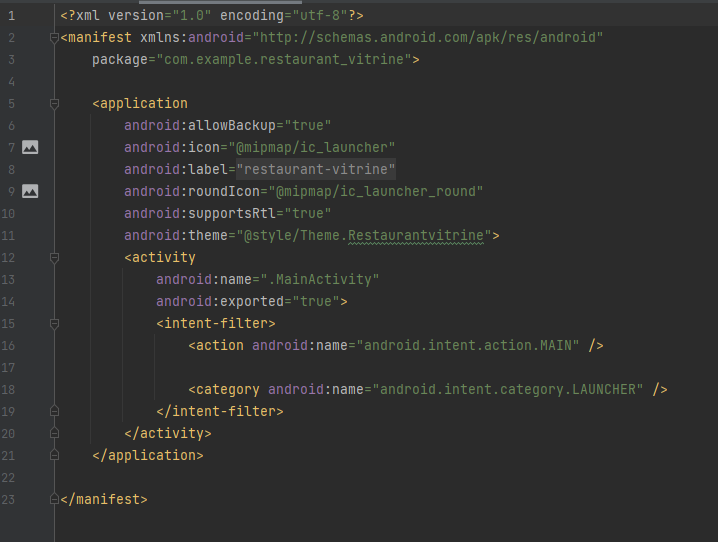 1 <?xml version="1.0" encoding="utf-8"?>
2 <manifest xmlns:android="http://schemas.android.com/apk/res/android"
3     package="com.example.restaurant_vitrine">
4
5     <application
6         android:allowBackup="true"
7         android:icon="@mipmap/ic_launcher"
8         android:label="restaurant-vitrine"
9         android:roundIcon="@mipmap/ic_launcher_round"
10         android:supportsRtl="true"
11         android:theme="@style/Theme.Restaurantvitrine">
12         <activity
13             android:name=".MainActivity"
14             android:exported="true">
15             <intent-filter>
16                 <action android:name="android.intent.action.MAIN" />
17
18                 <category android:name="android.intent.category.LAUNCHER" />
19             </intent-filter>
20         </activity>
21     </application>
22
23 </manifest>